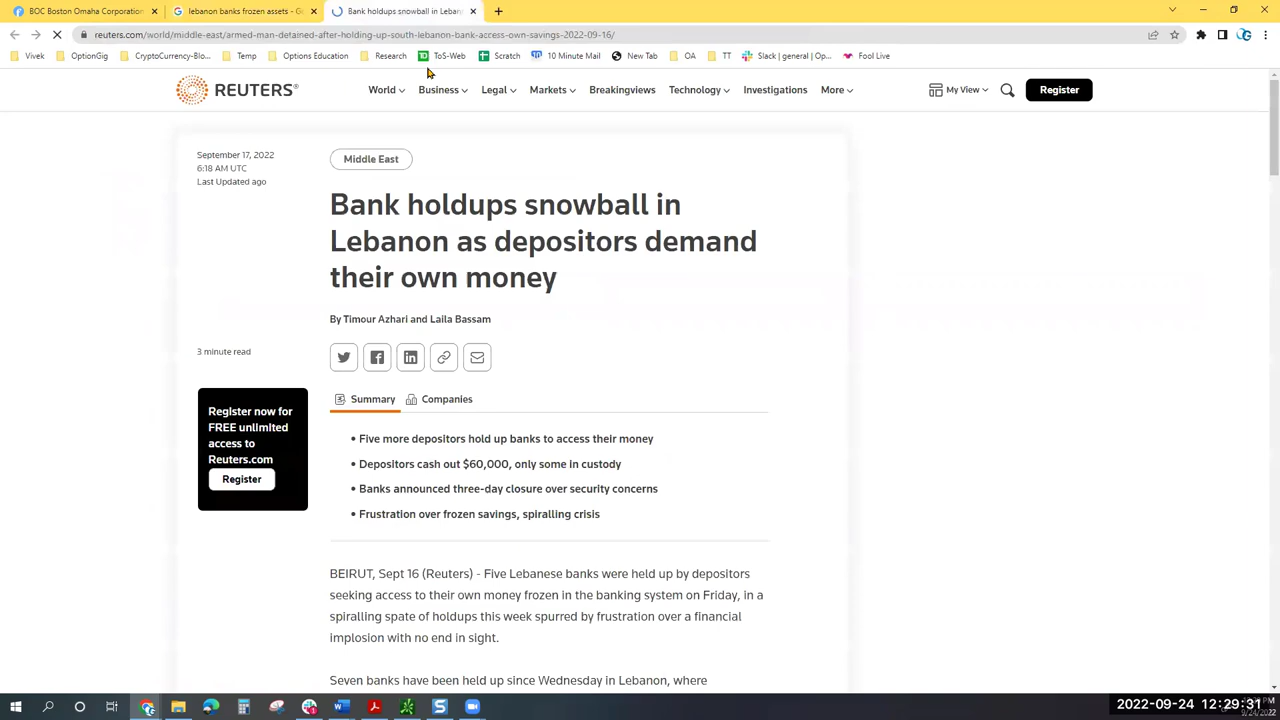 BOC Boston Omaha Corporation
lebanon banks frozen assets - G
Bank holdups snowball in Leban
reuters.com/world/middle-east/armed-man-detained-after-holding-up-south-lebanon-bank-access-own-savings-2022-09-16/
Vivek OptionGig CryptoCurrency-Blo... Temp Options Education Research ToS-Web Scratch 10 Minute Mail New Tab OA TT Slack | general | Op... Fool Live
REUTERS® World Business Legal Markets Breakingviews Technology Investigations More My View Register
September 17, 2022
6:18 AM UTC
Last Updated ago
Middle East
Bank holdups snowball in
Lebanon as depositors demand
their own money
By Timour Azhari and Laila Bassam
3 minute read
Summary Companies
Register now for
FREE unlimited
access to
Reuters.com
Register
• Five more depositors hold up banks to access their money
• Depositors cash out $60,000, only some in custody
• Banks announced three-day closure over security concerns
• Frustration over frozen savings, spiralling crisis
BEIRUT, Sept 16 (Reuters) - Five Lebanese banks were held up by depositors
seeking access to their own money frozen in the banking system on Friday, in a
spiralling spate of holdups this week spurred by frustration over a financial
implosion with no end in sight.
Seven banks have been held up since Wednesday in Lebanon, where
2022-09-24 12:29:31